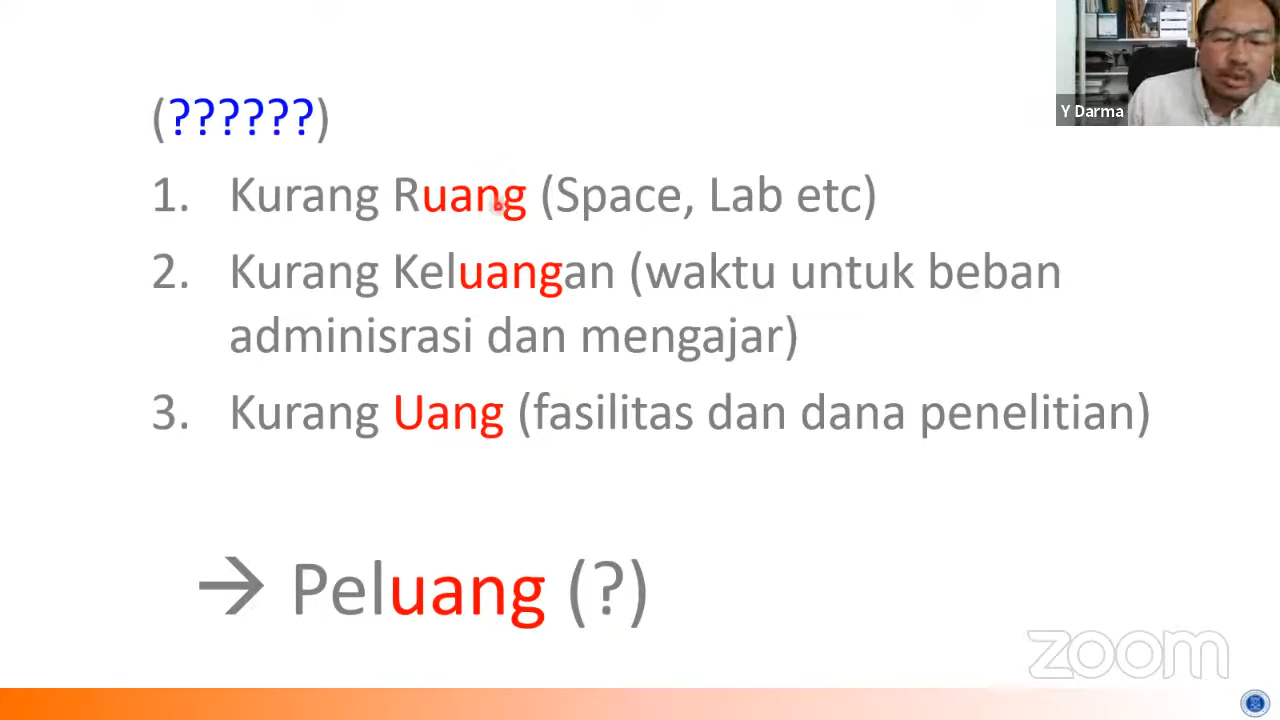 (??????)
1. Kurang Ruang (Space, Lab etc)
2. Kurang Keluangan (waktu untuk beban
adminisrasi dan mengajar)
3. Kurang Uang (fasilitas dan dana penelitian)
→ Peluang (?)
Y Darma
zoom